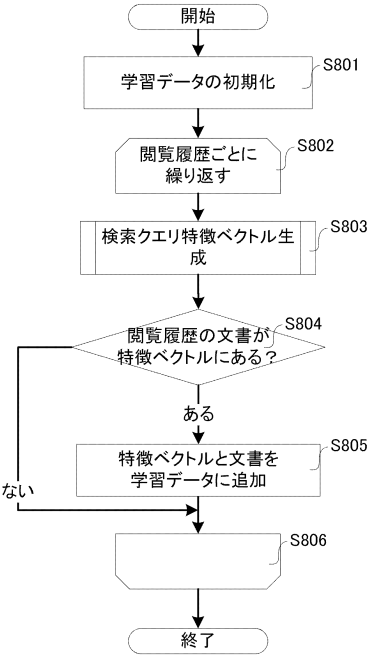 開始
S801
学習データの初期化
S802
閲覧履歴ごとに
繰り返す
S803
検索クエリ特徴ベクトル生
成
S804
閲覧履歴の文書が
特徴ベクトルにある？
ある
S805
特徴ベクトルと文書を
学習データに追加
ない
S806
終了